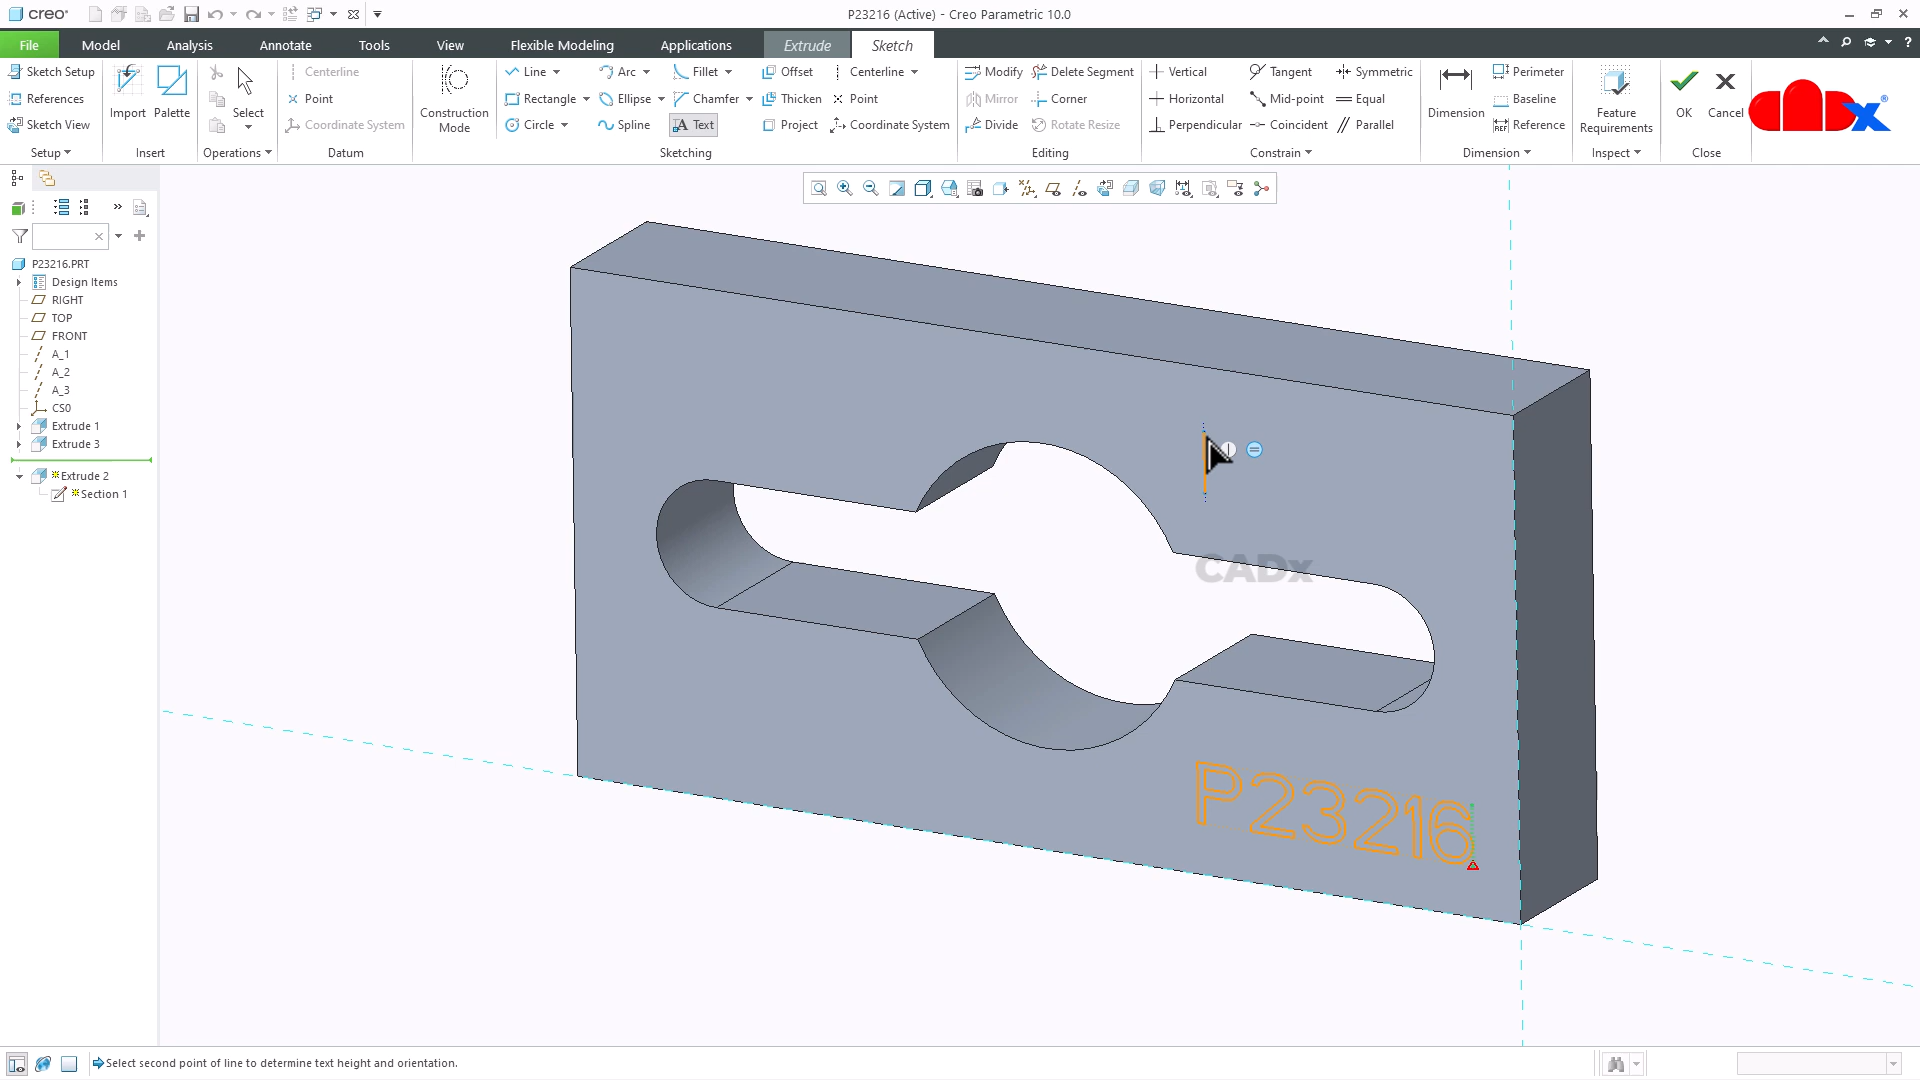 creo
P23216 (Active) - Creo Parametric 10.0
File Model Analysis Annotate Tools View Flexible Modeling Applications Extrude Sketch
Sketch Setup
References
Sketch View
Setup
Import
Palette
Insert
Select
Operations
Centerline
Point
Coordinate System
Datum
Construction
Mode
Line
Rectangle
Circle
Arc
Ellipse
Spline
Fillet
Chamfer
Text
Offset
Thicken
Project
Centerline
Point
Coordinate System
Sketching
Modify
Mirror
Divide
Delete Segment
Corner
Rotate Resize
Editing
Vertical
Horizontal
Perpendicular
Tangent
Mid-point
Coincident
Symmetric
Equal
Parallel
Constrain
Dimension
Perimeter
Baseline
Reference
Dimension
Feature
Requirements
Inspect
OK
Cancel
Close
CADx
P23216.PRT
Design Items
RIGHT
TOP
FRONT
A_1
A_2
A_3
CS0
Extrude 1
Extrude 3
Extrude 2
Section 1
CADx
P23216
Select second point of line to determine text height and orientation.